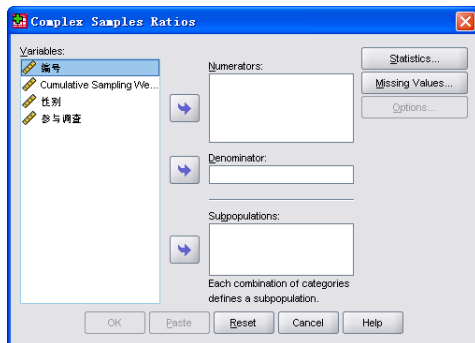 Complex Samples Ratios
Variables:
编号
Cumulative Sampling We...
性别
参与调查
Numerators:
Denominator:
Subpopulations:
Each combination of categories
defines a subpopulation.
Statistics...
Missing Values...
Options...
OK
Paste
Reset
Cancel
Help